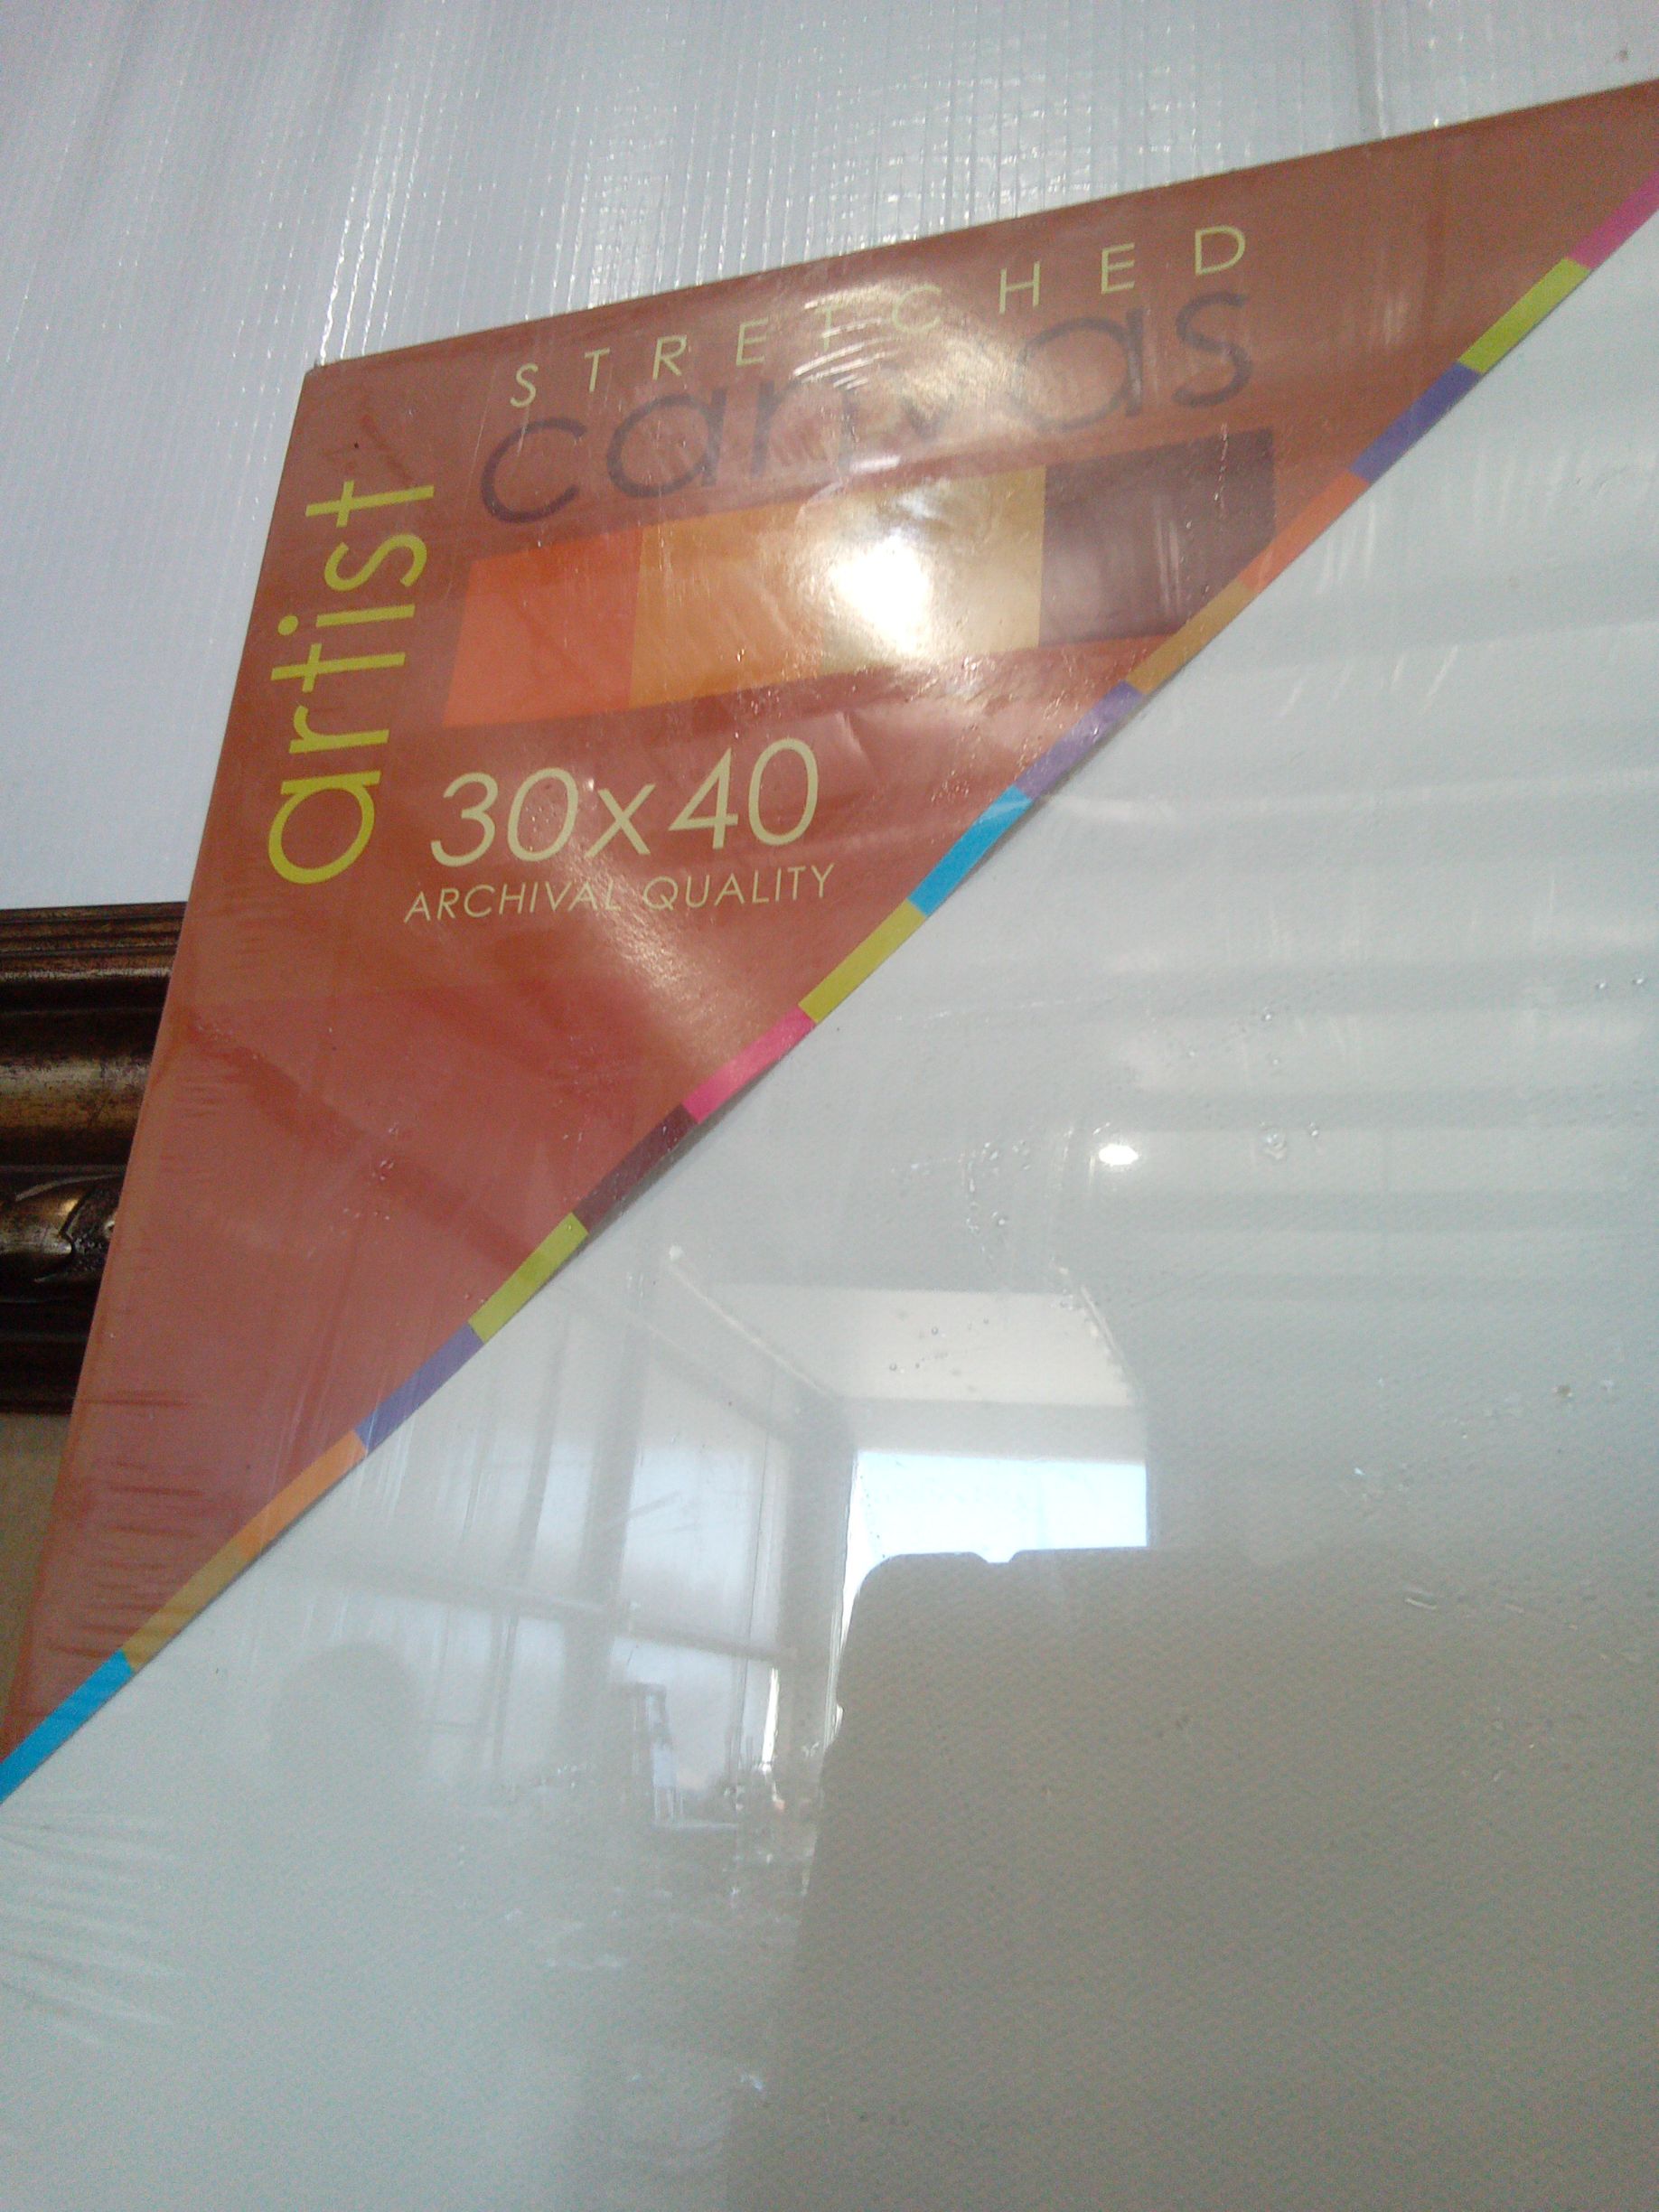 artist
STRETCHED
canvas
30x40
ARCHIVAL QUALITY